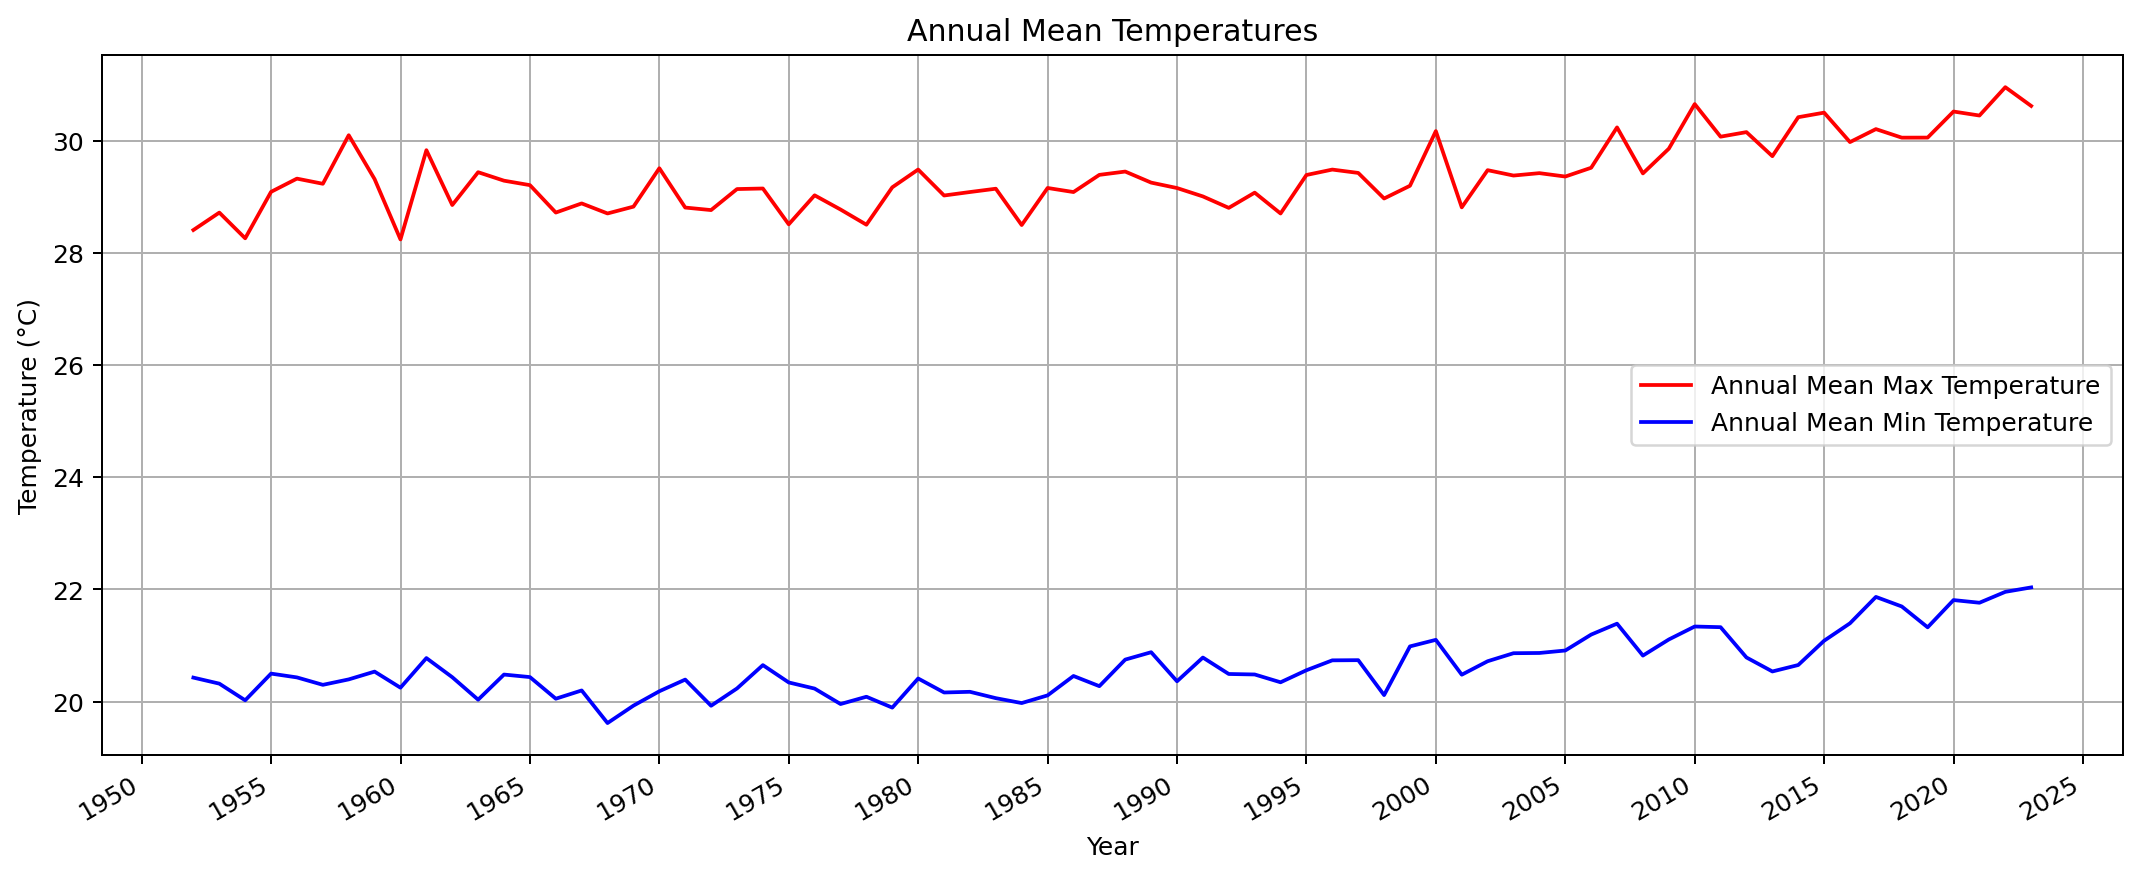 Annual Mean Temperatures
30
28
26
24
22
20
Temperature (°C)
Annual Mean Max Temperature
Annual Mean Min Temperature
1950 1955 1960 1965 1970 1975 1980 1985 1990 1995 2000 2005 2010 2015 2020 2025
Year